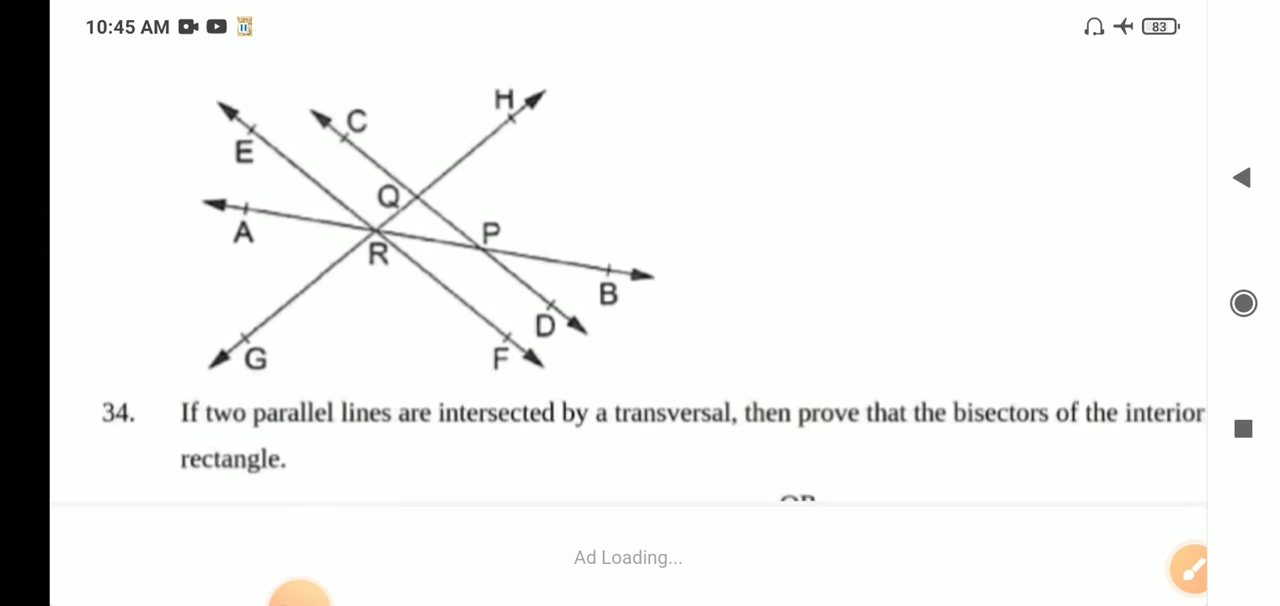 10:45 AM
83
H
C
E
Q
A
P
R
B
D
G
F
34. If two parallel lines are intersected by a transversal, then prove that the bisectors of the interior
rectangle.
Ad Loading...